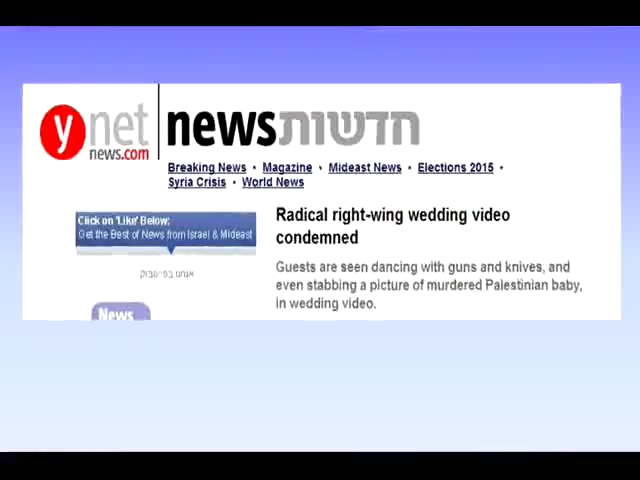 ynet
news.com
newsחדשות
Breaking News • Magazine • Mideast News • Elections 2015 •
Syria Crisis • World News
Click on 'Like' Below;
Get the Best of News from Israel & Mideast
אנחנו בפייסבוק
News
Radical right-wing wedding video
condemned
Guests are seen dancing with guns and knives, and
even stabbing a picture of murdered Palestinian baby,
in wedding video.